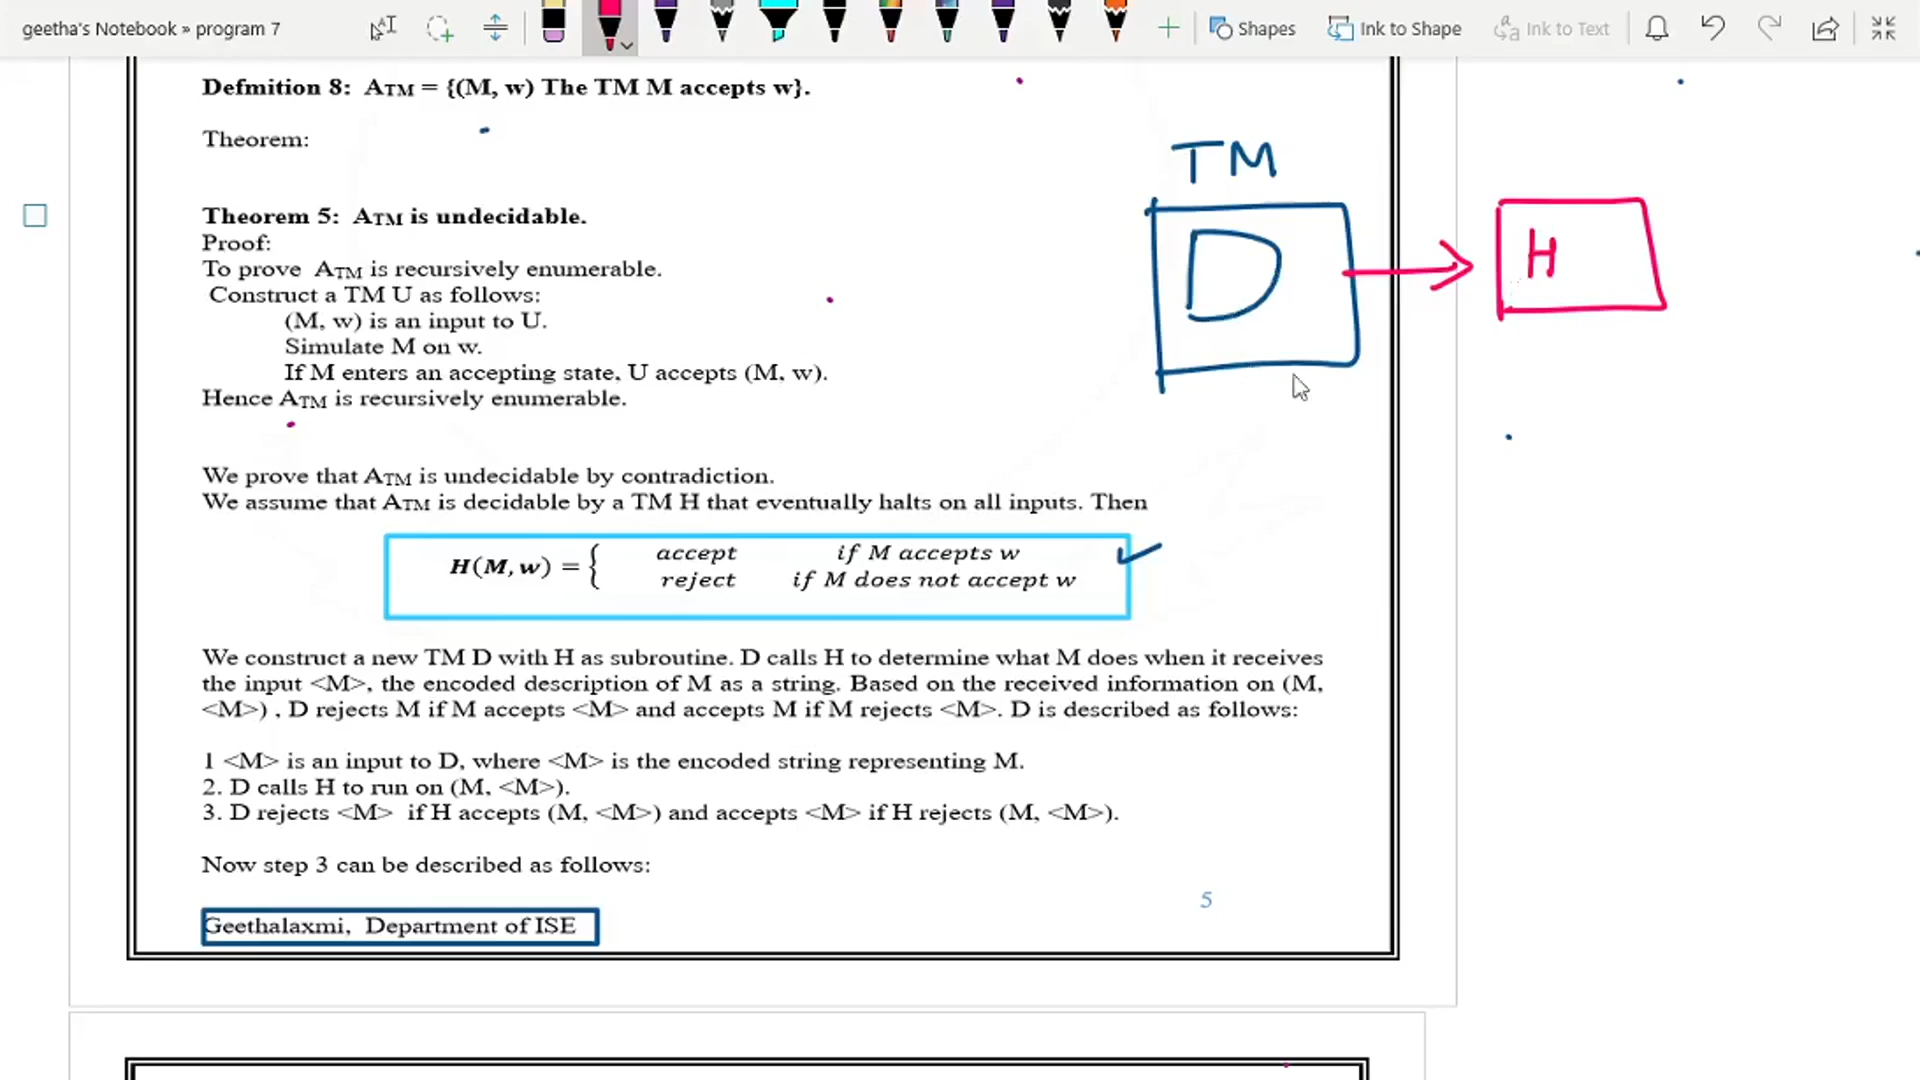 geetha's Notebook » program 7
Shapes
Ink to Shape
Ink to Text
Defmition 8: ATM = {(M, w) The TM M accepts w}.
Theorem:
TM
D
H
Theorem 5: ATM is undecidable.
Proof:
To prove ATM is recursively enumerable.
Construct a TM U as follows:
(M, w) is an input to U.
Simulate M on w.
If M enters an accepting state, U accepts (M, w).
Hence ATM is recursively enumerable.
We prove that ATM is undecidable by contradiction.
We assume that ATM is decidable by a TM H that eventually halts on all inputs. Then
H(M, w) = { accept if M accepts w
reject if M does not accept w
We construct a new TM D with H as subroutine. D calls H to determine what M does when it receives
the input <M>, the encoded description of M as a string. Based on the received information on (M,
<M>) , D rejects M if M accepts <M> and accepts M if M rejects <M>. D is described as follows:
1 <M> is an input to D, where <M> is the encoded string representing M.
2. D calls H to run on (M, <M>).
3. D rejects <M> if H accepts (M, <M>) and accepts <M> if H rejects (M, <M>).
Now step 3 can be described as follows:
5
Geethalaxmi, Department of ISE